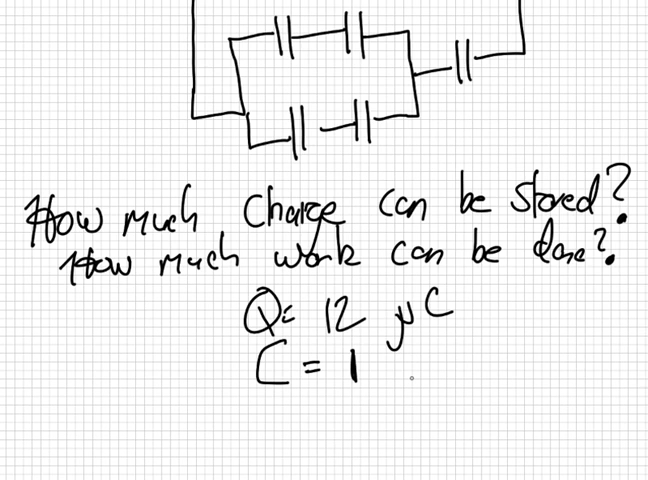 How much Charge can be stored?
How much work can be done?
Q= 12 μC
C = 1